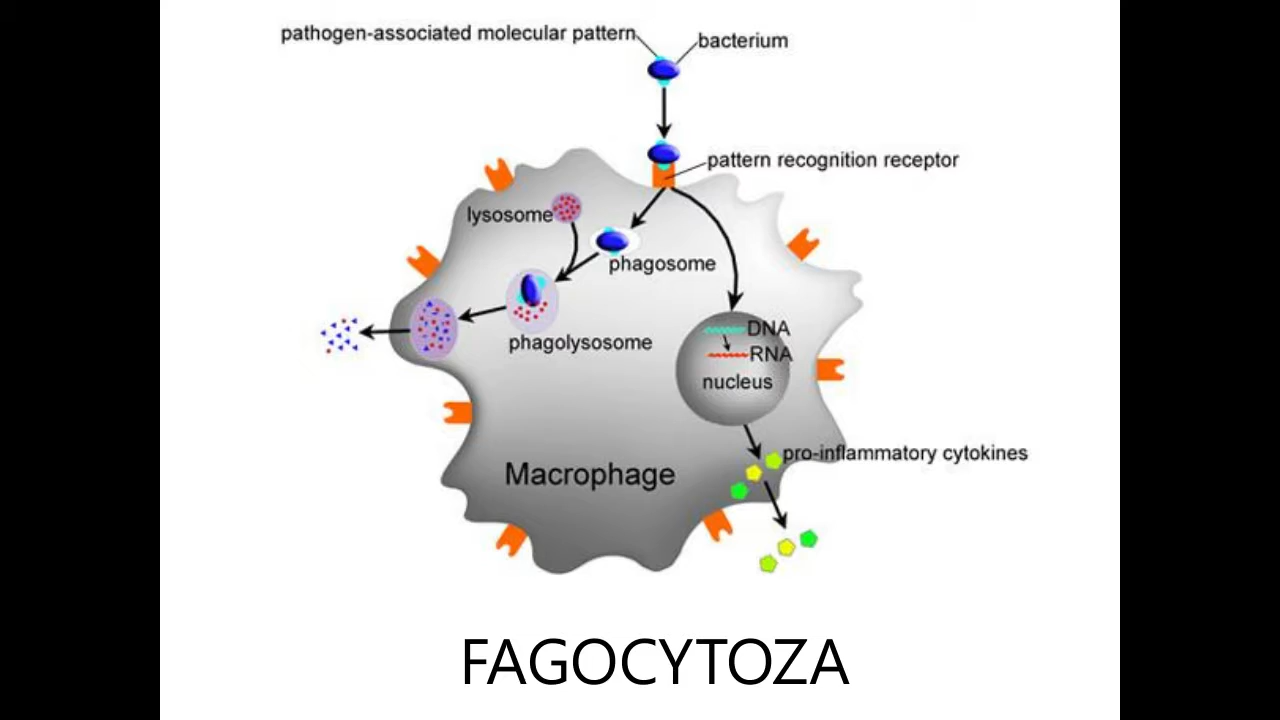 pathogen-associated molecular pattern
bacterium
pattern recognition receptor
lysosome
phagosome
phagolysosome
DNA
RNA
nucleus
pro-inflammatory cytokines
Macrophage
FAGOCYTOZA